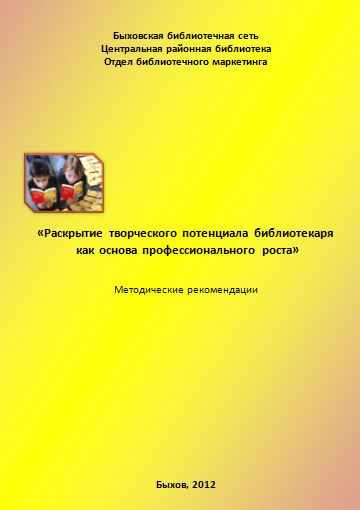 Быховская библиотечная сеть
Центральная районная библиотека
Отдел библиотечного маркетинга
«Раскрытие творческого потенциала библиотекаря
как основа профессионального роста»
Методические рекомендации
Быхов, 2012